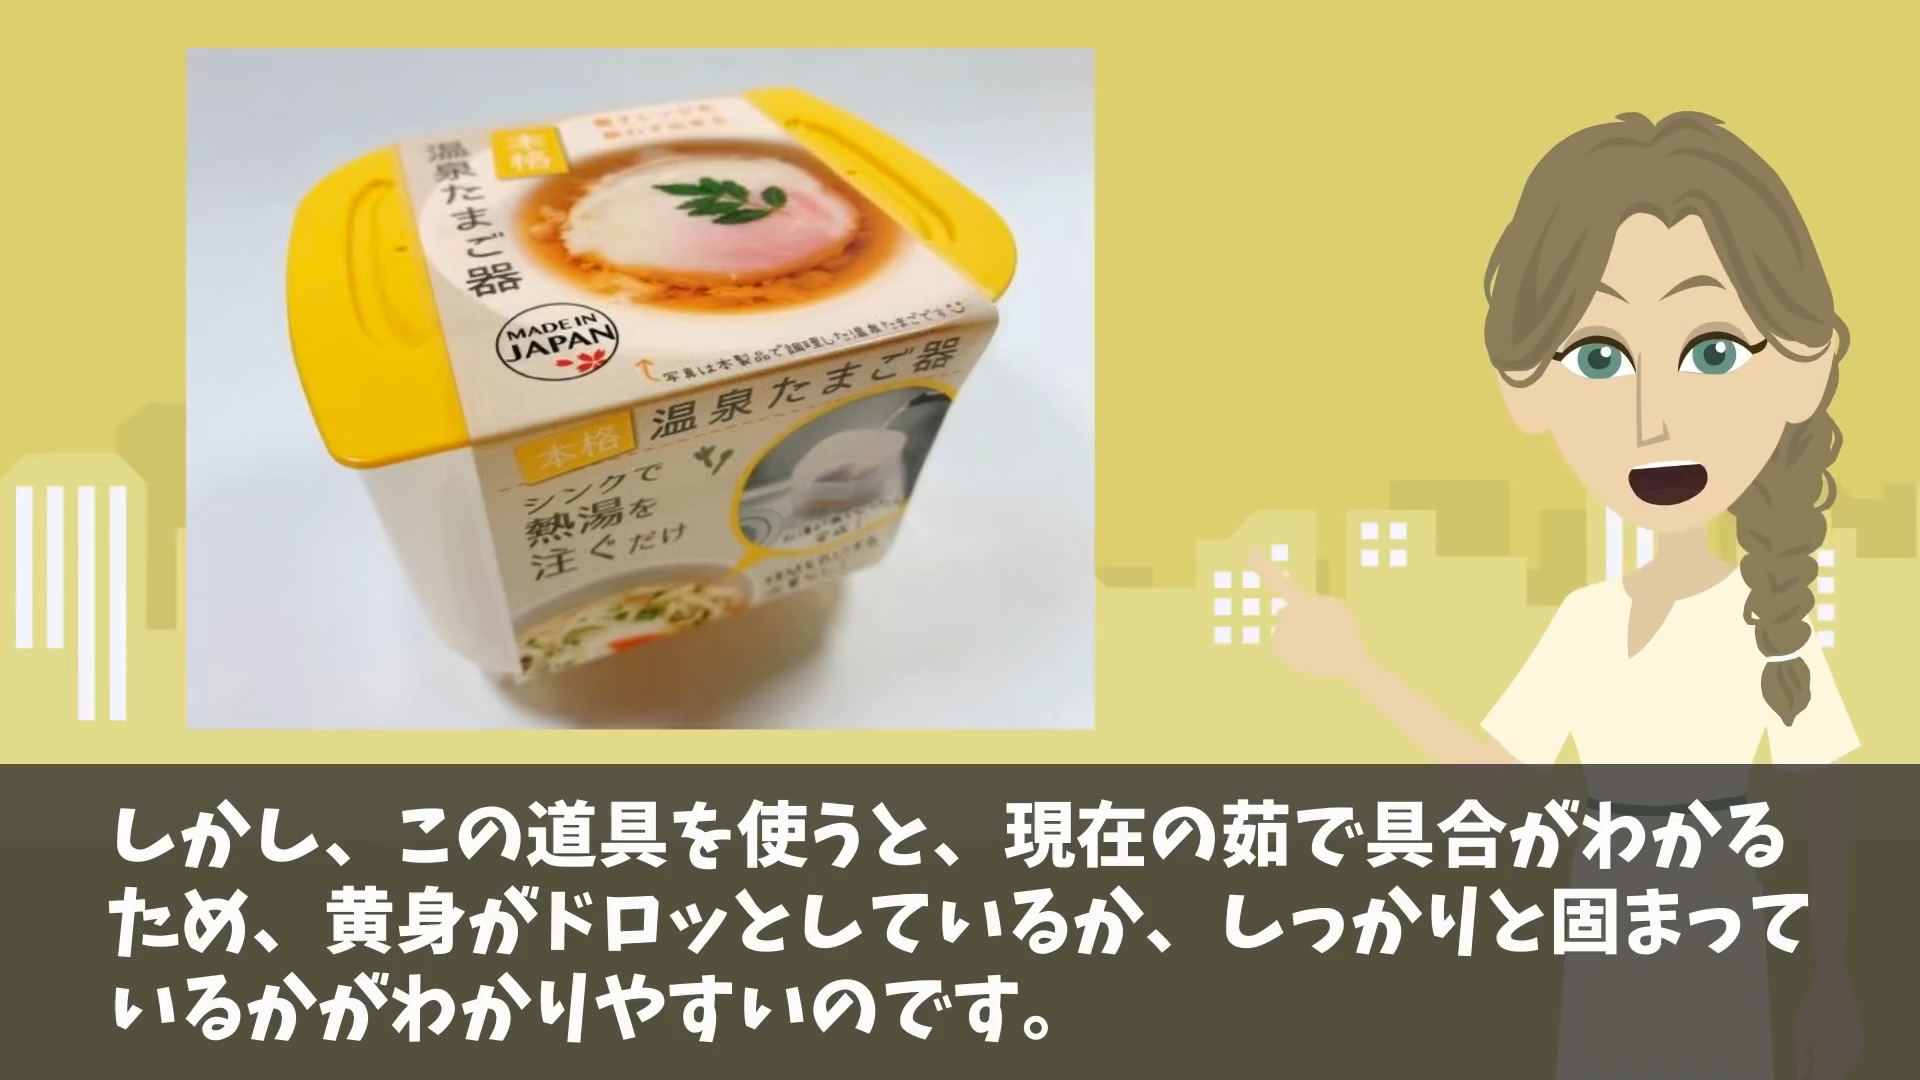 本格
温泉たまご器
MADE IN
JAPAN
写真は本製品で調理した温泉たまごです
本格 温泉たまご器
シンクで
熱湯を
注ぐだけ
しかし、この道具を使うと、現在の茹で具合がわかる
ため、黄身がドロッとしているか、しっかりと固まって
いるかがわかりやすいのです。